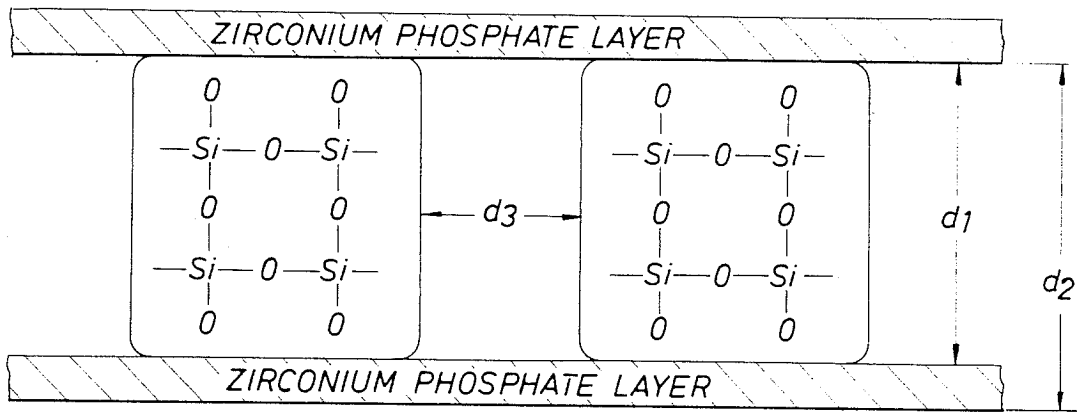 ZIRCONIUM PHOSPHATE LAYER
O O O O
—Si—O—Si— —Si—O—Si—
O O d3 O O d1
—Si—O—Si— —Si—O—Si— d2
O O O O
ZIRCONIUM PHOSPHATE LAYER